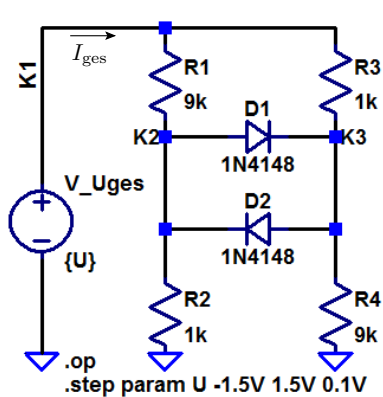 I_ges
K1
R1
9k
R3
1k
D1
K2
K3
1N4148
V_Uges
D2
{U}
1N4148
R2
1k
R4
9k
.op
.step param U -1.5V 1.5V 0.1V